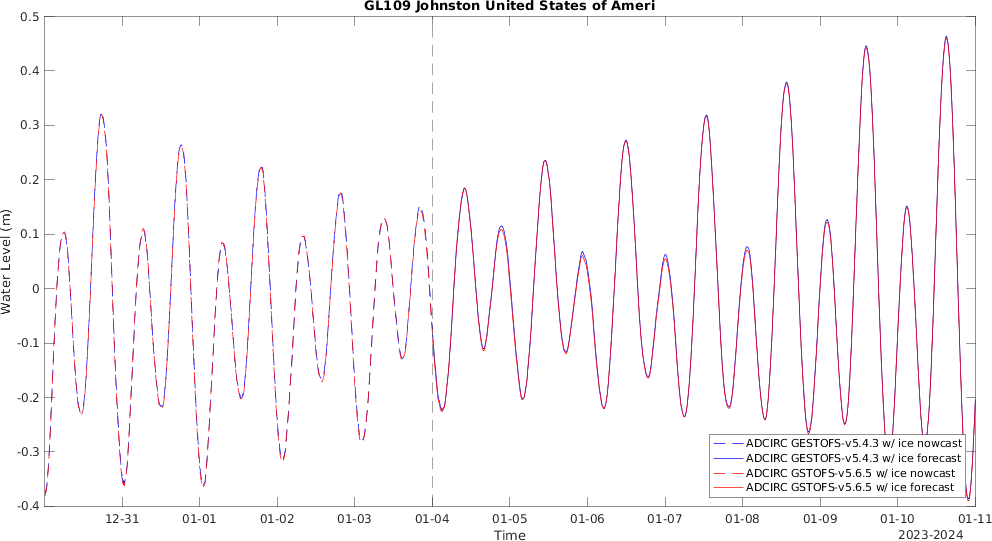 GL109 Johnston United States of Ameri
0.5
0.4
0.3
0.2
0.1
0
-0.1
-0.2
-0.3
-0.4
Water Level (m)
ADCIRC GESTOFS-v5.4.3 w/ ice nowcast
ADCIRC GESTOFS-v5.4.3 w/ ice forecast
ADCIRC GSTOFS-v5.6.5 w/ ice nowcast
ADCIRC GSTOFS-v5.6.5 w/ ice forecast
12-31 01-01 01-02 01-03 01-04 01-05 01-06 01-07 01-08 01-09 01-10 01-11
Time
2023-2024